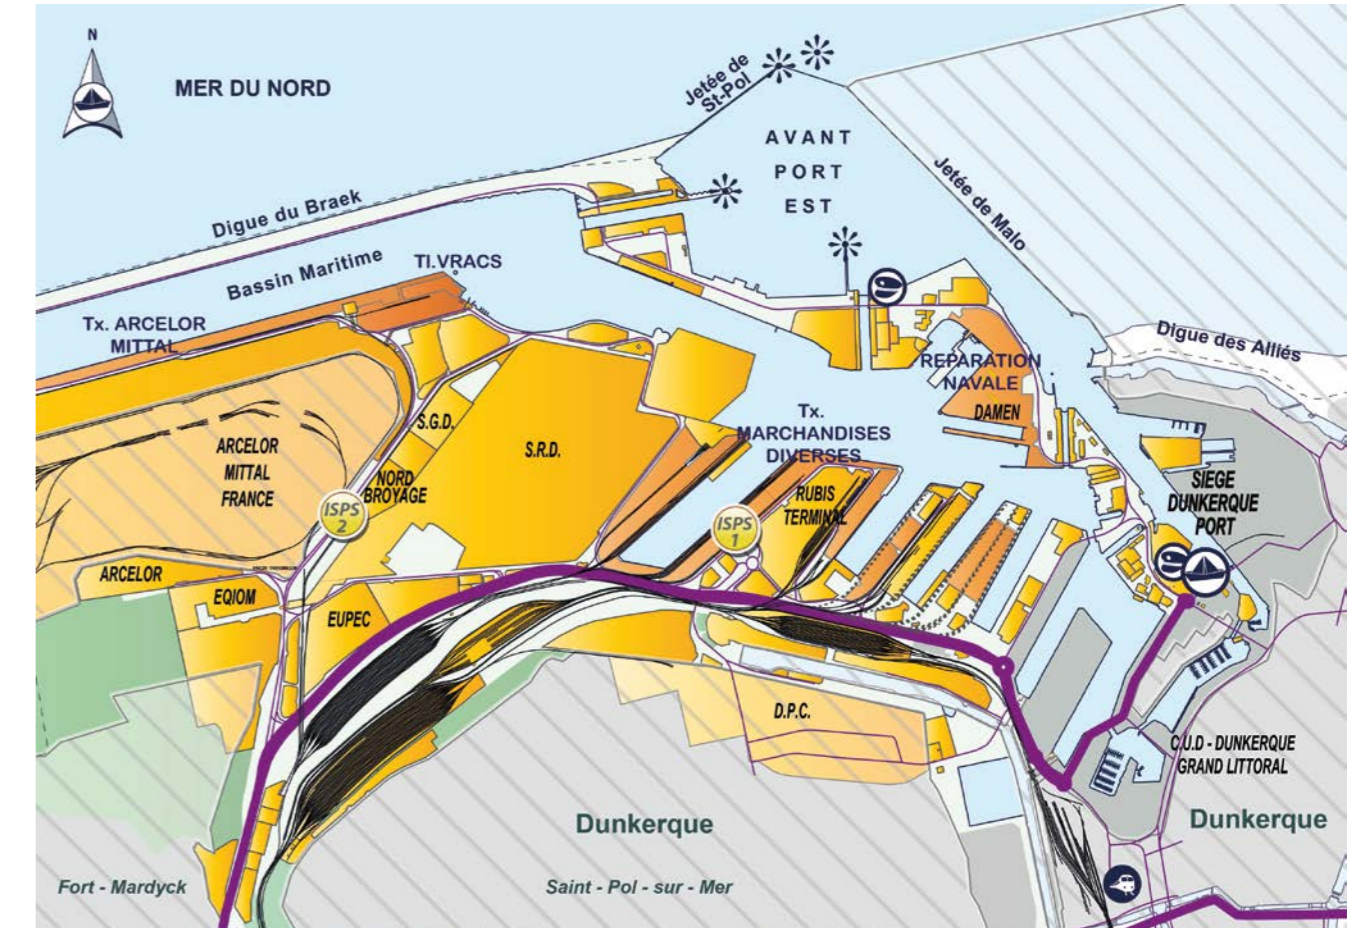 N
MER DU NORD
Jetée de
St-Pol
AVANT
PORT
EST
Jetée de Malo
Digue du Braek
Bassin Maritime
TI.VRACS
Tx. ARCELOR
MITTAL
Digue des Alliés
REPARATION
NAVALE
DAMEN
Tx.
MARCHANDISES
DIVERSES
S.G.D.
S.R.D.
ARCELOR
MITTAL
FRANCE
NORD
BROYAGE
ISPS
2
RUBIS
TERMINAL
ISPS
1
SIEGE
DUNKERQUE
PORT
ARCELOR
EQIOM
EUPEC
D.P.C.
C.U.D - DUNKERQUE
GRAND LITTORAL
Dunkerque
Dunkerque
Fort - Mardyck
Saint - Pol - sur - Mer